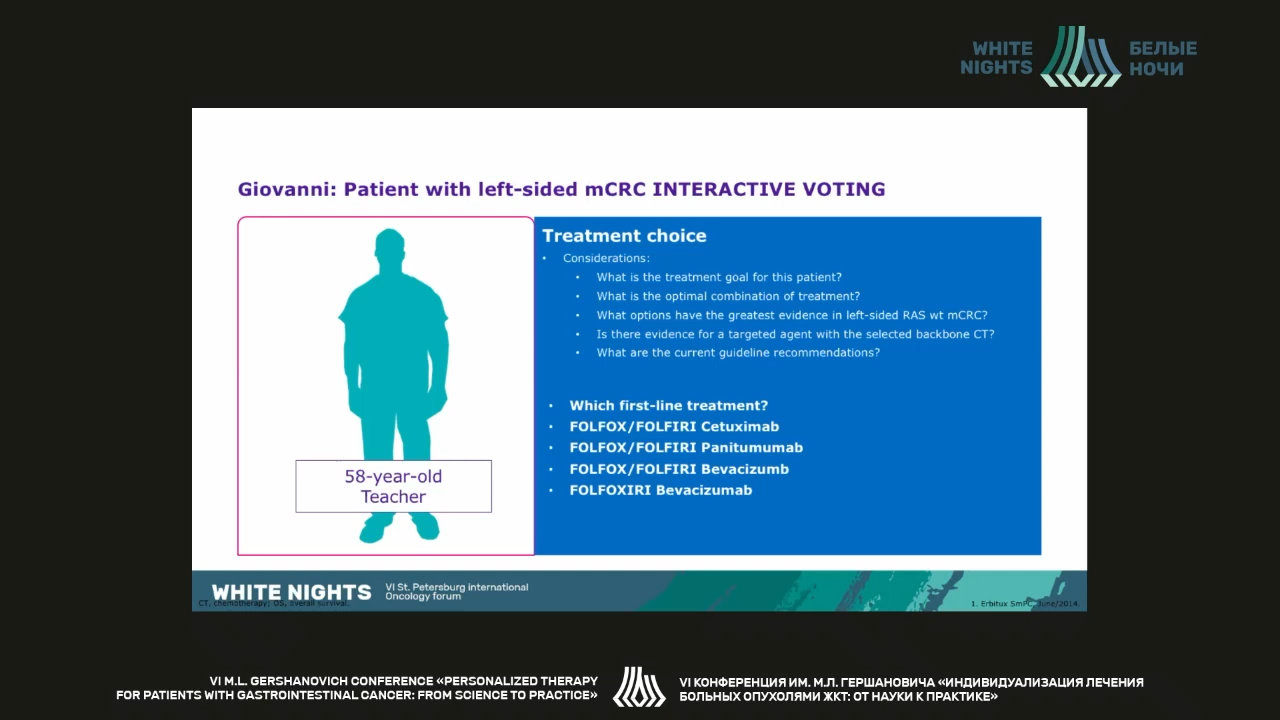 WHITE
NIGHTS
БЕЛЫЕ
НОЧИ
Giovanni: Patient with left-sided mCRC INTERACTIVE VOTING
58-year-old
Teacher
Treatment choice
• Considerations:
• What is the treatment goal for this patient?
• What is the optimal combination of treatment?
• What options have the greatest evidence in left-sided RAS wt mCRC?
• Is there evidence for a targeted agent with the selected backbone CT?
• What are the current guideline recommendations?
• Which first-line treatment?
• FOLFOX/FOLFIRI Cetuximab
• FOLFOX/FOLFIRI Panitumumab
• FOLFOX/FOLFIRI Bevacizumb
• FOLFOXIRI Bevacizumab
WHITE NIGHTS
VI St. Petersburg international
Oncology forum
CT, chemotherapy; OS, overall survival.
1. Erbitux SmPC, June/2014.
VI M.L. GERSHANOVICH CONFERENCE «PERSONALIZED THERAPY
FOR PATIENTS WITH GASTROINTESTINAL CANCER: FROM SCIENCE TO PRACTICE»
VI КОНФЕРЕНЦИЯ ИМ. М.Л. ГЕРШАНОВИЧА «ИНДИВИДУАЛИЗАЦИЯ ЛЕЧЕНИЯ
БОЛЬНЫХ ОПУХОЛЯМИ ЖКТ: ОТ НАУКИ К ПРАКТИКЕ»